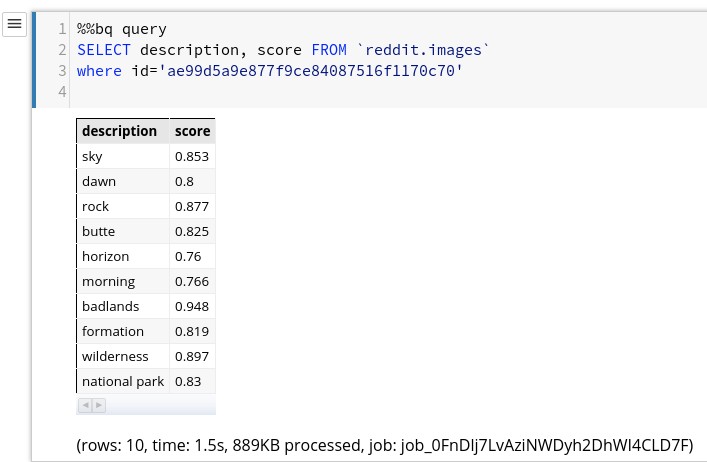 1 %%bq query
2 SELECT description, score FROM `reddit.images`
3 where id='ae99d5a9e877f9ce84087516f1170c70'
4
description score
sky 0.853
dawn 0.8
rock 0.877
butte 0.825
horizon 0.76
morning 0.766
badlands 0.948
formation 0.819
wilderness 0.897
national park 0.83
(rows: 10, time: 1.5s, 889KB processed, job: job_0FnDlj7LvAziNWDyh2DhWl4CLD7F)